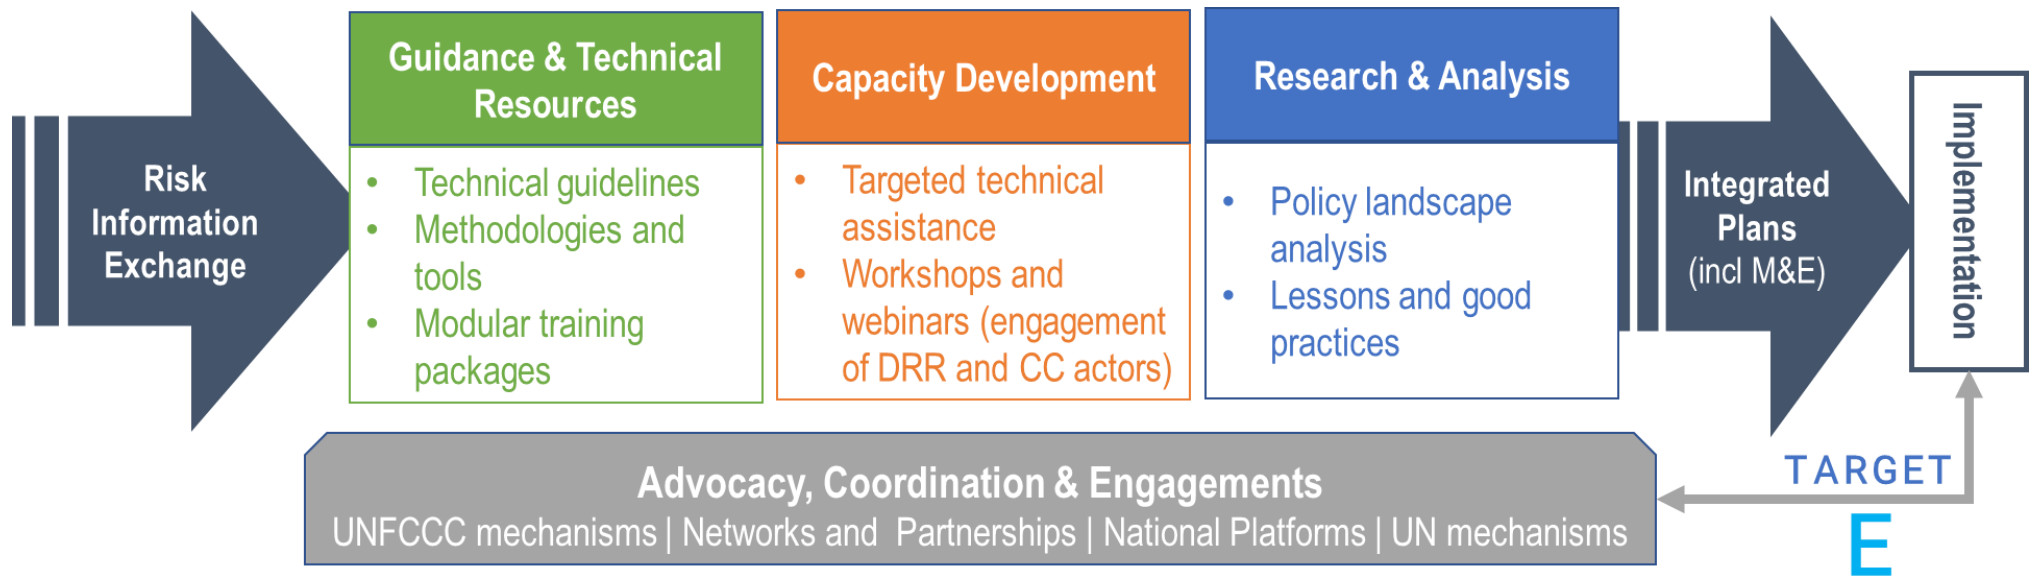 Risk
Information
Exchange
Guidance & Technical
Resources
• Technical guidelines
• Methodologies and
tools
• Modular training
packages
Capacity Development
• Targeted technical
assistance
• Workshops and
webinars (engagement
of DRR and CC actors)
Research & Analysis
• Policy landscape
analysis
• Lessons and good
practices
Integrated
Plans
(incl M&E)
Implementation
Advocacy, Coordination & Engagements
UNFCCC mechanisms | Networks and Partnerships | National Platforms | UN mechanisms
TARGET
E